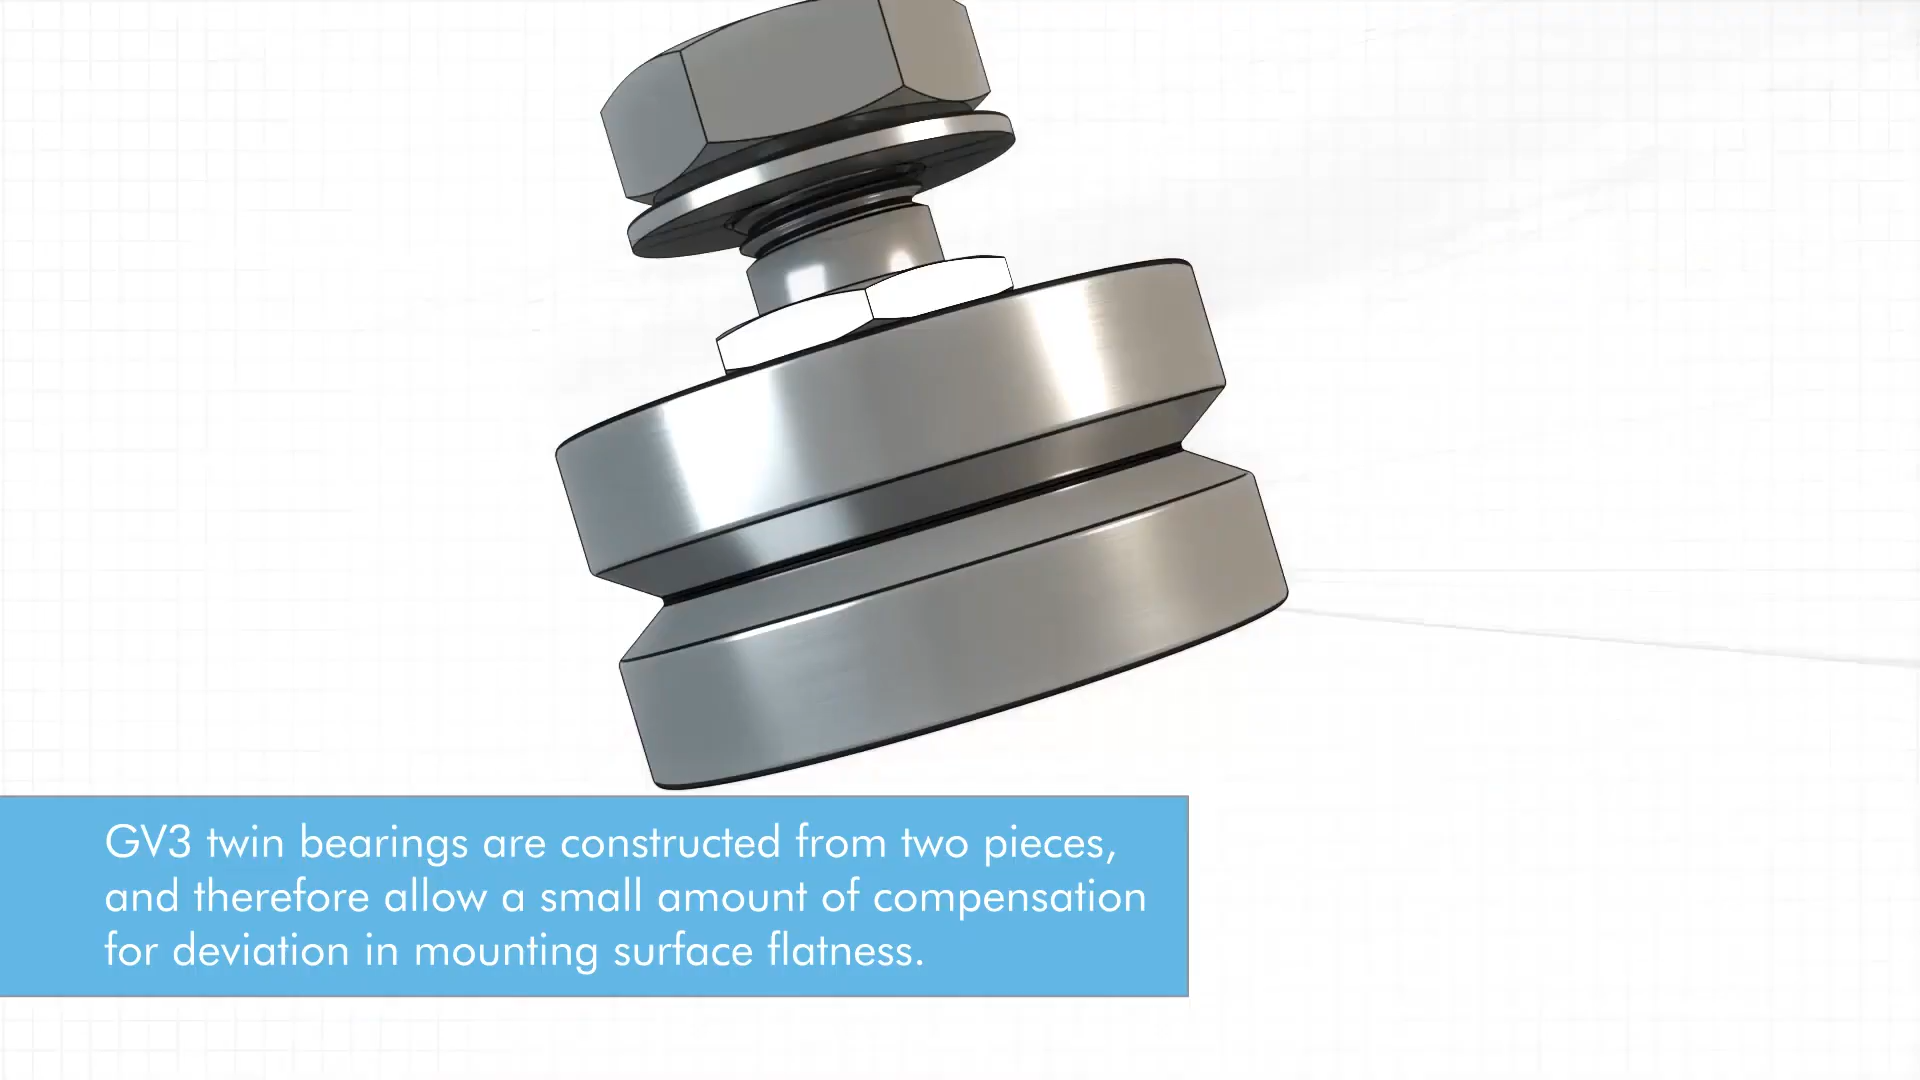 GV3 twin bearings are constructed from two pieces,
and therefore allow a small amount of compensation
for deviation in mounting surface flatness.